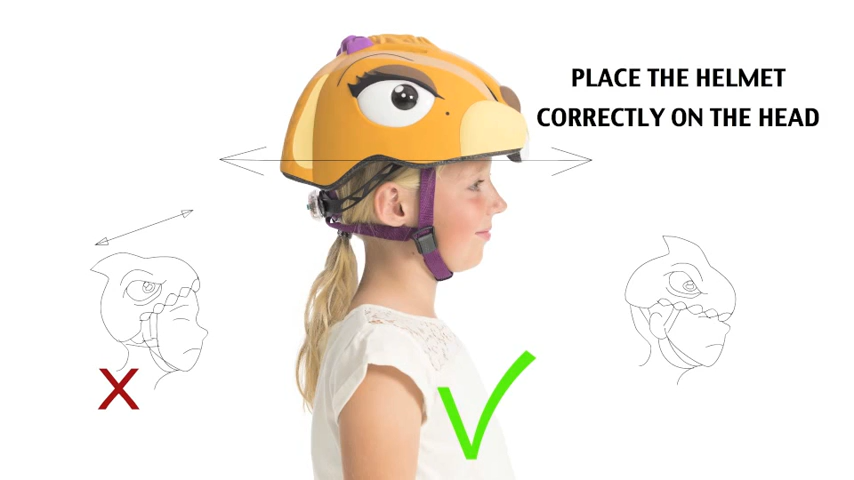 PLACE THE HELMET
CORRECTLY ON THE HEAD
X